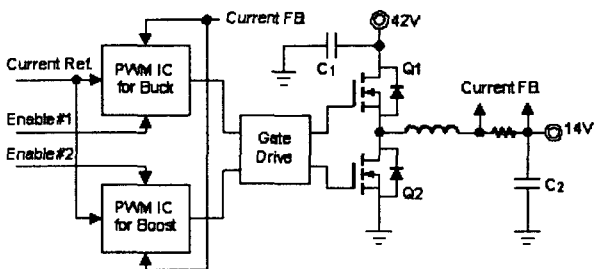 Current FB.
42V
Current Ref.
PWM IC
for Buck
C1
Q1
Current FB.
Enable#1
Gate
Drive
14V
Enable#2
PWM IC
for Boost
Q2
C2